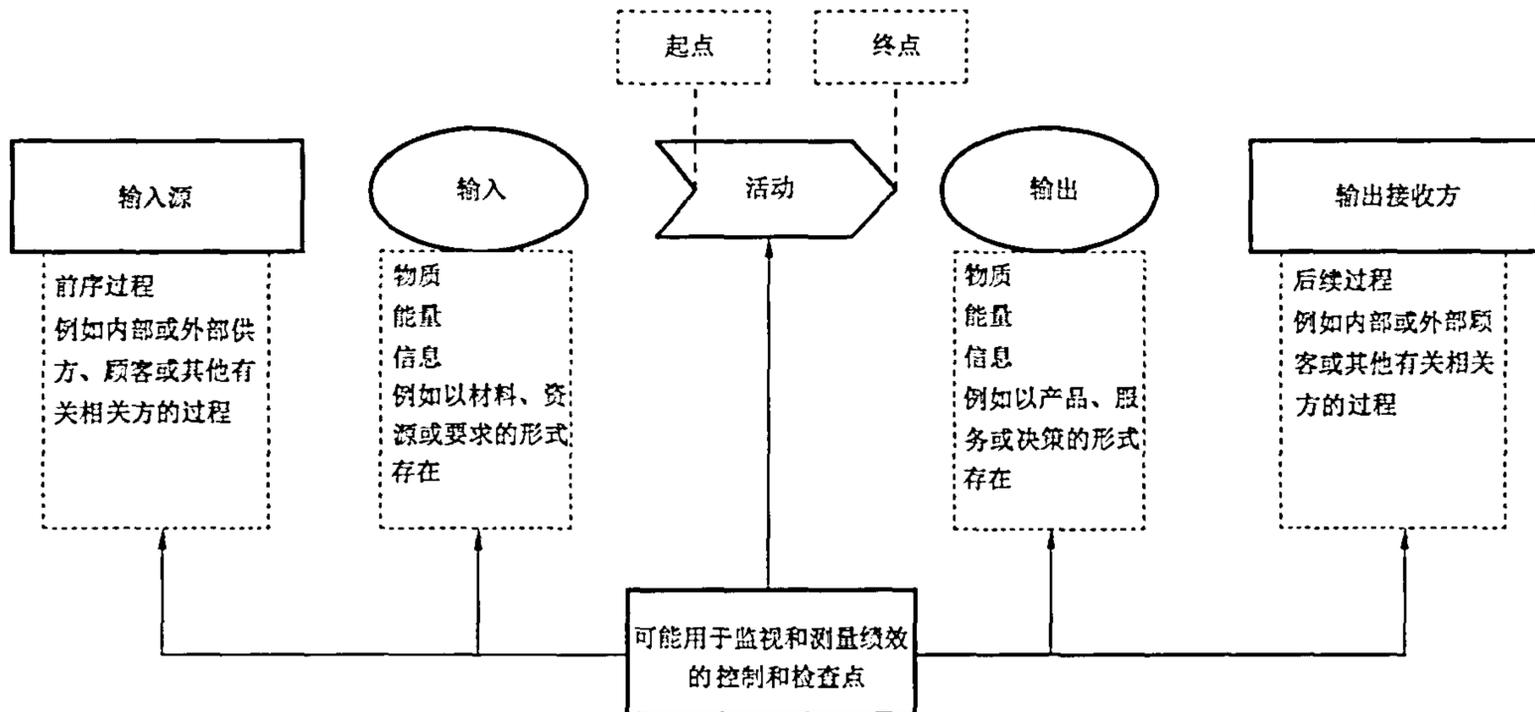 起点
终点
输入源
输入
活动
输出
输出接收方
前序过程
例如内部或外部供
方、顾客或其他有
关相关方的过程
物质
能量
信息
例如以材料、资
源或要求的形式
存在
物质
能量
信息
例如以产品、服
务或决策的形式
存在
后续过程
例如内部或外部顾
客或其他有关相关
方的过程
可能用于监视和测量绩效
的控制和检查点